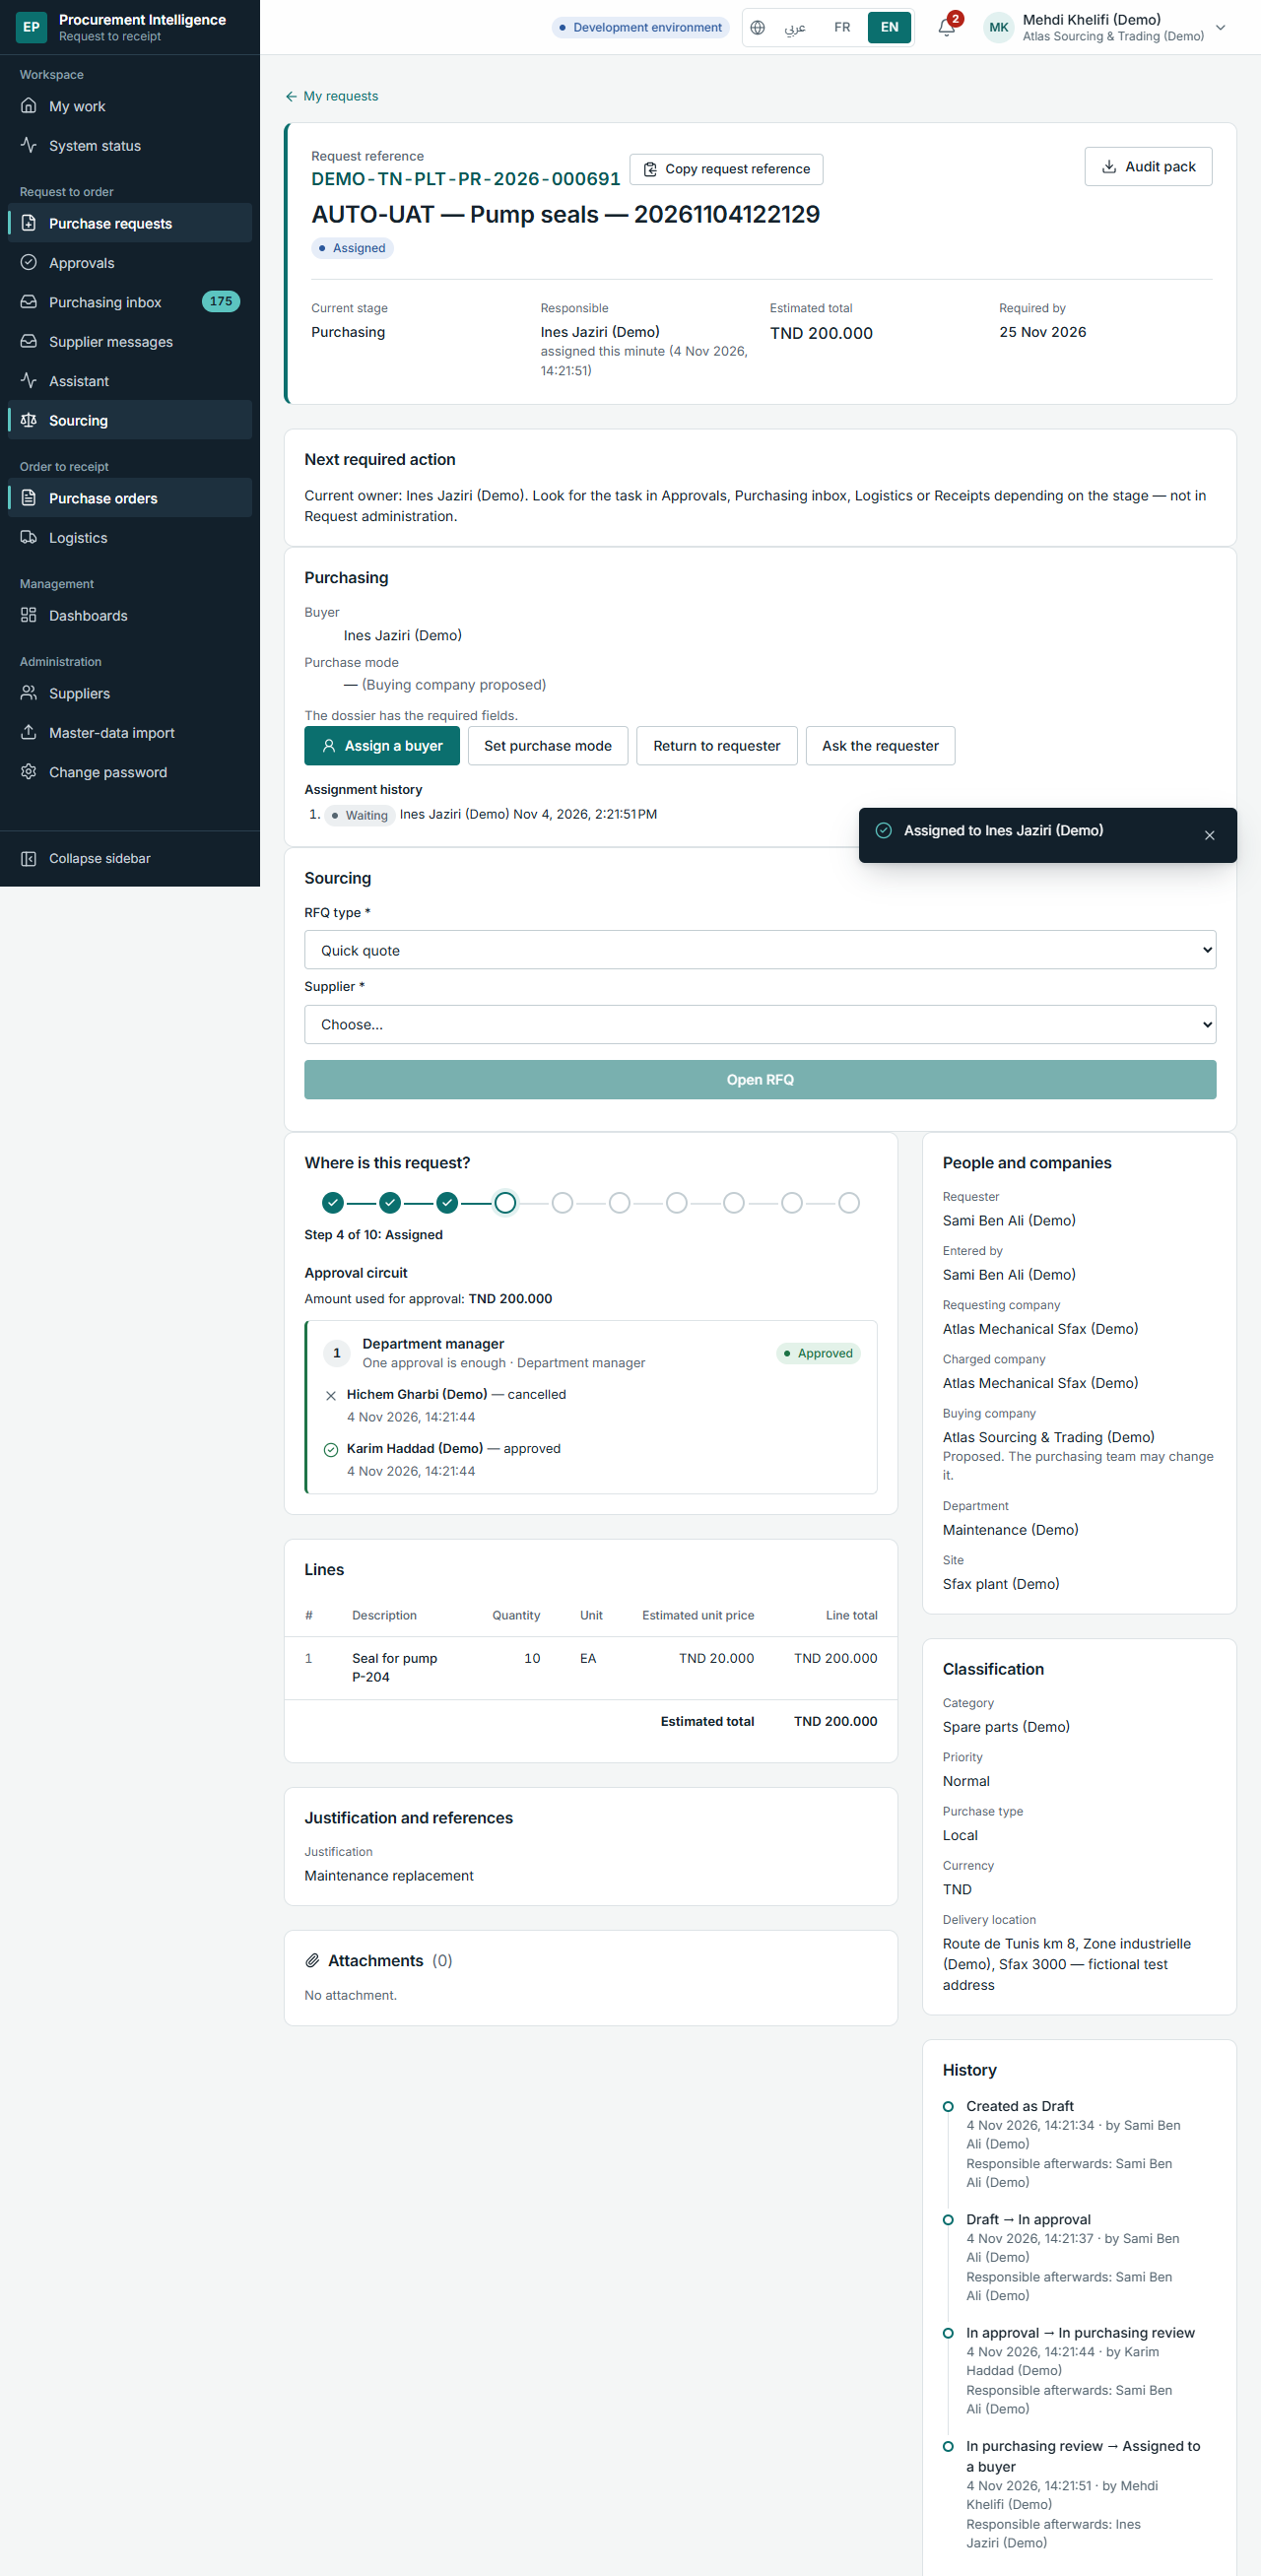 EP
Procurement Intelligence
Request to receipt
Development environment
عربي
FR
EN
2
MK
Mehdi Khelifi (Demo)
Atlas Sourcing & Trading (Demo)
Workspace
My work
System status
Request to order
Purchase requests
Approvals
Purchasing inbox
175
Supplier messages
Assistant
Sourcing
Order to receipt
Purchase orders
Logistics
Management
Dashboards
Administration
Suppliers
Master-data import
Change password
Collapse sidebar
My requests
Request reference
DEMO-TN-PLT-PR-2026-000691
Copy request reference
Audit pack
AUTO-UAT — Pump seals — 20261104122129
Assigned
Current stage
Purchasing
Responsible
Ines Jaziri (Demo)
assigned this minute (4 Nov 2026,
14:21:51)
Estimated total
TND 200.000
Required by
25 Nov 2026
Next required action
Current owner: Ines Jaziri (Demo). Look for the task in Approvals, Purchasing inbox, Logistics or Receipts depending on the stage — not in
Request administration.
Purchasing
Buyer
Ines Jaziri (Demo)
Purchase mode
— (Buying company proposed)
The dossier has the required fields.
Assign a buyer
Set purchase mode
Return to requester
Ask the requester
Assignment history
1. Waiting Ines Jaziri (Demo) Nov 4, 2026, 2:21:51 PM
Assigned to Ines Jaziri (Demo)
Sourcing
RFQ type *
Quick quote
Supplier *
Choose...
Open RFQ
Where is this request?
Step 4 of 10: Assigned
Approval circuit
Amount used for approval: TND 200.000
1
Department manager
One approval is enough · Department manager
Approved
Hichem Gharbi (Demo) — cancelled
4 Nov 2026, 14:21:44
Karim Haddad (Demo) — approved
4 Nov 2026, 14:21:44
Lines
# Description Quantity Unit Estimated unit price Line total
1 Seal for pump 10 EA TND 20.000 TND 200.000
P-204
Estimated total TND 200.000
Justification and references
Justification
Maintenance replacement
Attachments (0)
No attachment.
People and companies
Requester
Sami Ben Ali (Demo)
Entered by
Sami Ben Ali (Demo)
Requesting company
Atlas Mechanical Sfax (Demo)
Charged company
Atlas Mechanical Sfax (Demo)
Buying company
Atlas Sourcing & Trading (Demo)
Proposed. The purchasing team may change
it.
Department
Maintenance (Demo)
Site
Sfax plant (Demo)
Classification
Category
Spare parts (Demo)
Priority
Normal
Purchase type
Local
Currency
TND
Delivery location
Route de Tunis km 8, Zone industrielle
(Demo), Sfax 3000 — fictional test
address
History
Created as Draft
4 Nov 2026, 14:21:34 · by Sami Ben
Ali (Demo)
Responsible afterwards: Sami Ben
Ali (Demo)
Draft → In approval
4 Nov 2026, 14:21:37 · by Sami Ben
Ali (Demo)
Responsible afterwards: Sami Ben
Ali (Demo)
In approval → In purchasing review
4 Nov 2026, 14:21:44 · by Karim
Haddad (Demo)
Responsible afterwards: Sami Ben
Ali (Demo)
In purchasing review → Assigned to
a buyer
4 Nov 2026, 14:21:51 · by Mehdi
Khelifi (Demo)
Responsible afterwards: Ines
Jaziri (Demo)